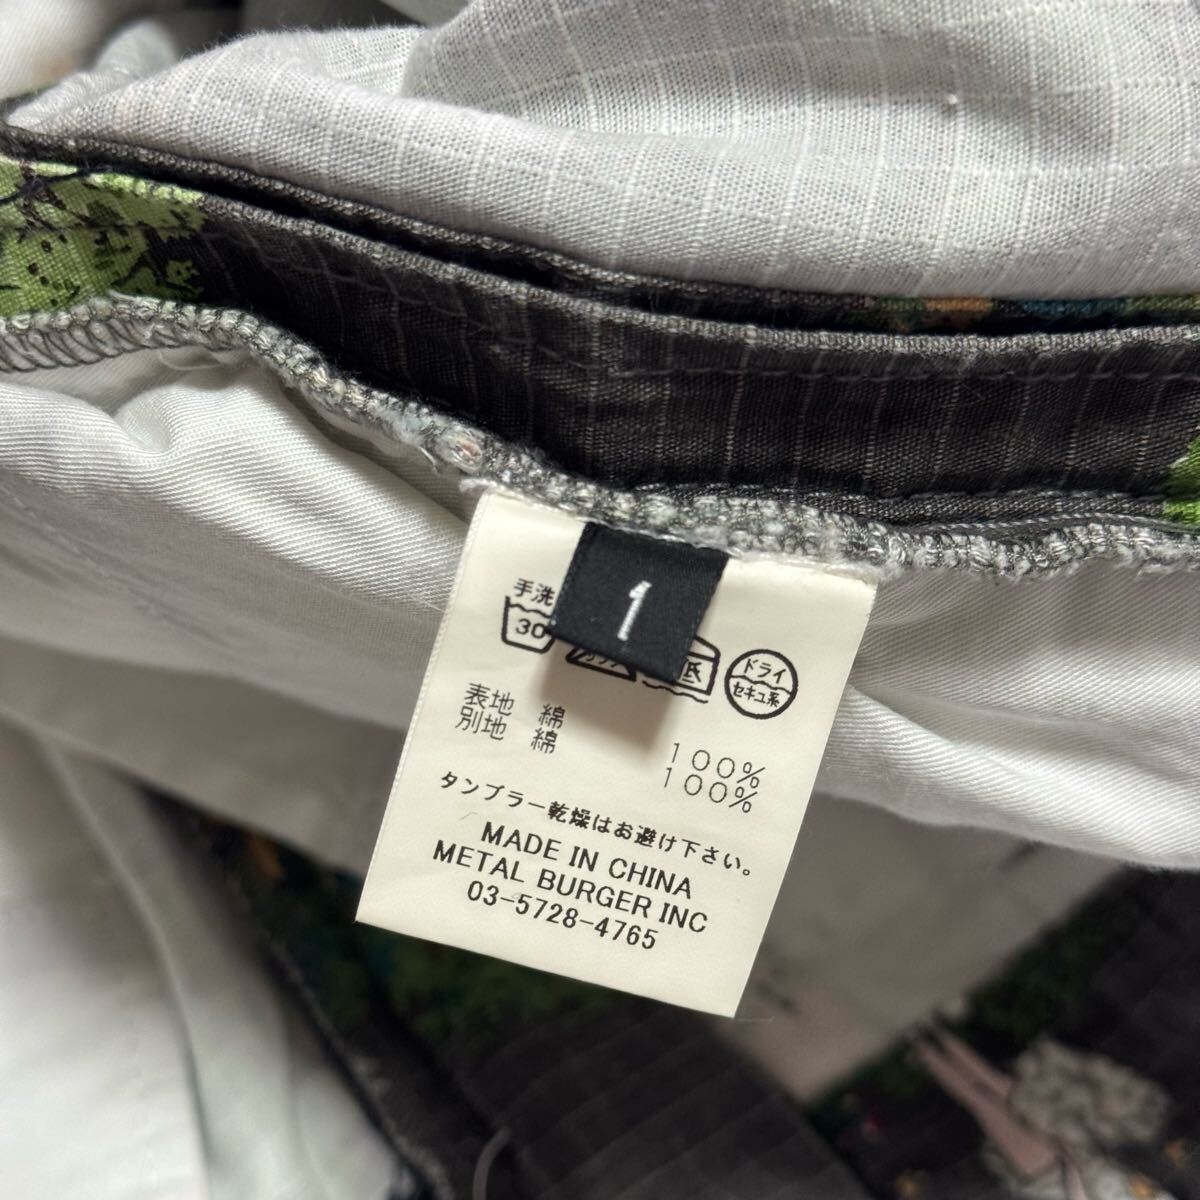 1
手洗
30
低
ドライ
セキユ系
表地 綿 100%
別地 綿 100%
タンブラー乾燥はお避け下さい。
MADE IN CHINA
METAL BURGER INC
03-5728-4765